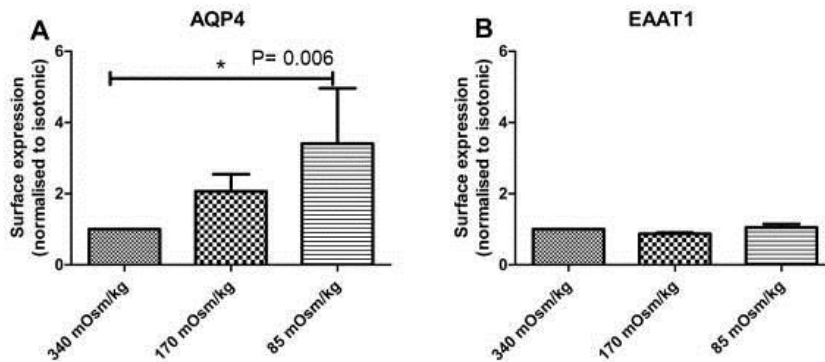 A
AQP4
Surface expression
(normalised to isotonic)
6
4
2
0
* P= 0.006
340 mOsm/kg
170 mOsm/kg
85 mOsm/kg
B
EAAT1
Surface expression
(normalised to isotonic)
6
4
2
0
340 mOsm/kg
170 mOsm/kg
85 mOsm/kg